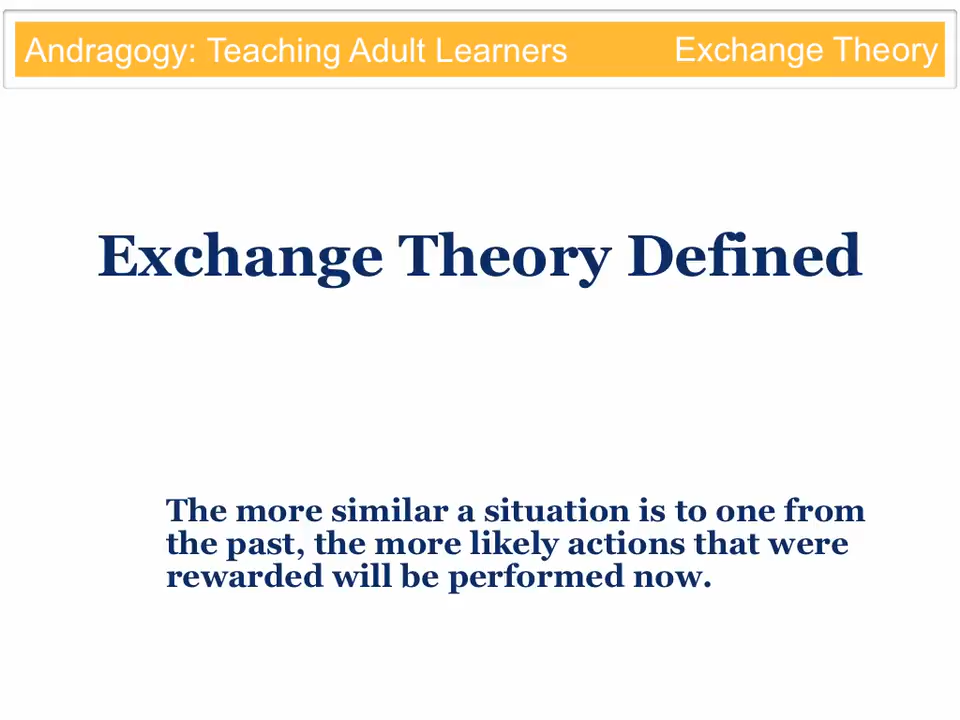 Andragogy: Teaching Adult Learners
Exchange Theory
Exchange Theory Defined
The more similar a situation is to one from
the past, the more likely actions that were
rewarded will be performed now.